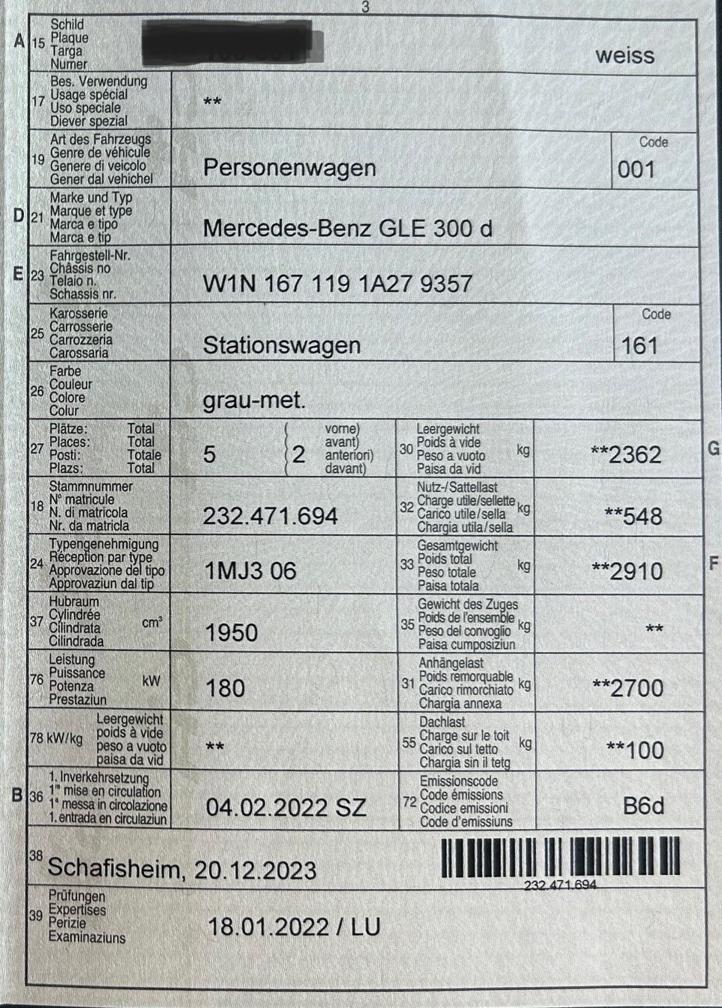 3
A 15 Schild
Plaque
Targa
Numer
weiss
17 Bes. Verwendung
Usage spécial
Uso speciale
Diever spezial
**
19 Art des Fahrzeugs
Genre de véhicule
Genere di veicolo
Gener dal vehichel
Personenwagen
Code
001
D 21 Marke und Typ
Marque et type
Marca e tipo
Marca e tip
Mercedes-Benz GLE 300 d
E 23 Fahrgestell-Nr.
Châssis no
Telaio n.
Schassis nr.
W1N 167 119 1A27 9357
25 Karosserie
Carrosserie
Carrozzeria
Carossaria
Stationswagen
Code
161
26 Farbe
Couleur
Colore
Colur
grau-met.
27 Plätze: Total
Places: Total
Posti: Totale
Plazs: Total
5 ( 2 vorne)
avant)
anteriori)
davant)
30 Leergewicht
Poids à vide
Peso a vuoto
Paisa da vid
kg
**2362 G
18 Stammnummer
N° matricule
N. di matricola
Nr. da matricla
232.471.694
32 Nutz-/Sattellast
Charge utile/sellette
Carico utile/sella
Chargia utila/sella
kg
**548
24 Typengenehmigung
Réception par type
Approvazione del tipo
Approvaziun dal tip
1MJ3 06
33 Gesamtgewicht
Poids total
Peso totale
Paisa totala
kg
**2910 F
37 Hubraum
Cylindrée
Cilindrata
Cilindrada
cm³
1950
35 Gewicht des Zuges
Poids de l'ensemble
Peso del convoglio
Paisa cumposiziun
kg
**
76 Leistung
Puissance
Potenza
Prestaziun
kW
180
31 Anhängelast
Poids remorquable
Carico rimorchiato
Chargia annexa
kg
**2700
78 kW/kg Leergewicht
poids à vide
peso a vuoto
paisa da vid
**
55 Dachlast
Charge sur le toit
Carico sul tetto
Chargia sin il tetg
kg
**100
B 36 1. Inverkehrsetzung
1re mise en circulation
1a messa in circolazione
1. entrada en circulaziun
04.02.2022 SZ
72 Emissionscode
Code émissions
Codice emissioni
Code d'emissiuns
B6d
38 Schafisheim, 20.12.2023
232.471.694
39 Prüfungen
Expertises
Perizie
Examinaziuns
18.01.2022 / LU